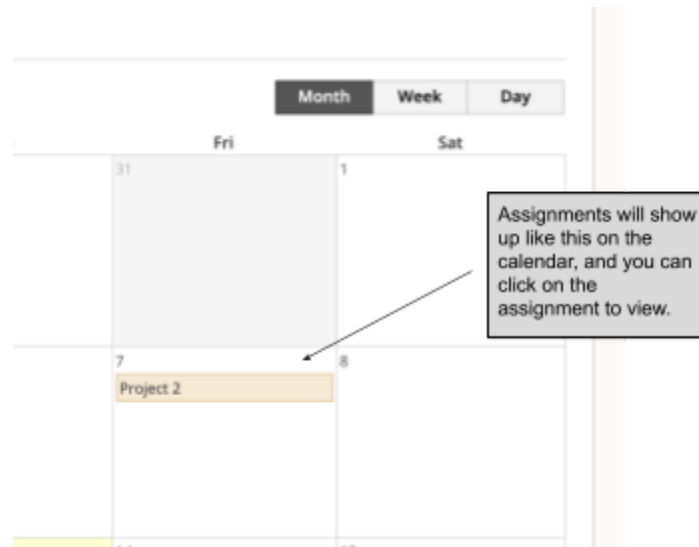 Month Week Day
Fri Sat
31 1
Assignments will show
up like this on the
calendar, and you can
click on the
assignment to view.
7 8
Project 2